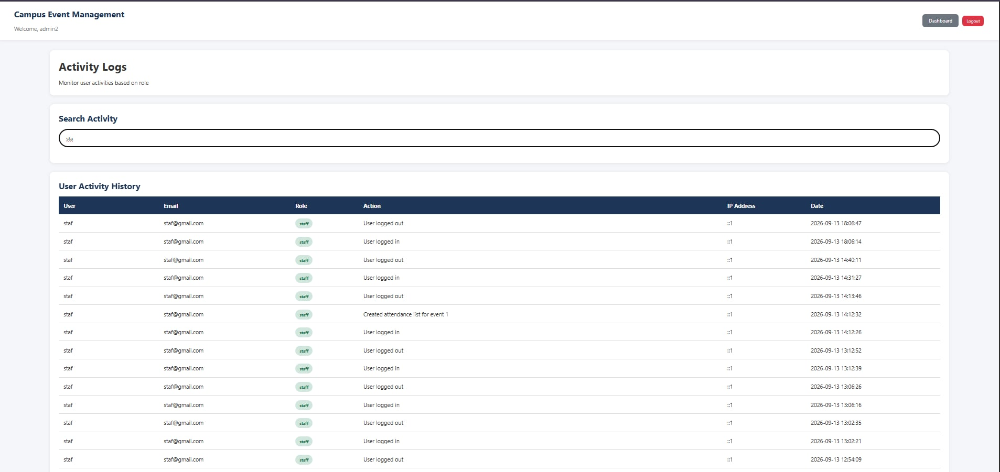 Campus Event Management
Welcome, admin2
Dashboard Logout
Activity Logs
Monitor user activities based on role
Search Activity
sta
User Activity History
User Email Role Action IP Address Date
staf staf@gmail.com staff User logged out ::1 2026-09-13 18:06:47
staf staf@gmail.com staff User logged in ::1 2026-09-13 18:06:14
staf staf@gmail.com staff User logged out ::1 2026-09-13 14:40:11
staf staf@gmail.com staff User logged in ::1 2026-09-13 14:31:27
staf staf@gmail.com staff User logged out ::1 2026-09-13 14:13:46
staf staf@gmail.com staff Created attendance list for event 1 ::1 2026-09-13 14:12:32
staf staf@gmail.com staff User logged in ::1 2026-09-13 14:12:26
staf staf@gmail.com staff User logged out ::1 2026-09-13 13:12:52
staf staf@gmail.com staff User logged in ::1 2026-09-13 13:12:39
staf staf@gmail.com staff User logged out ::1 2026-09-13 13:06:26
staf staf@gmail.com staff User logged in ::1 2026-09-13 13:06:16
staf staf@gmail.com staff User logged out ::1 2026-09-13 13:02:35
staf staf@gmail.com staff User logged in ::1 2026-09-13 13:02:21
staf staf@gmail.com staff User logged out ::1 2026-09-13 12:54:09